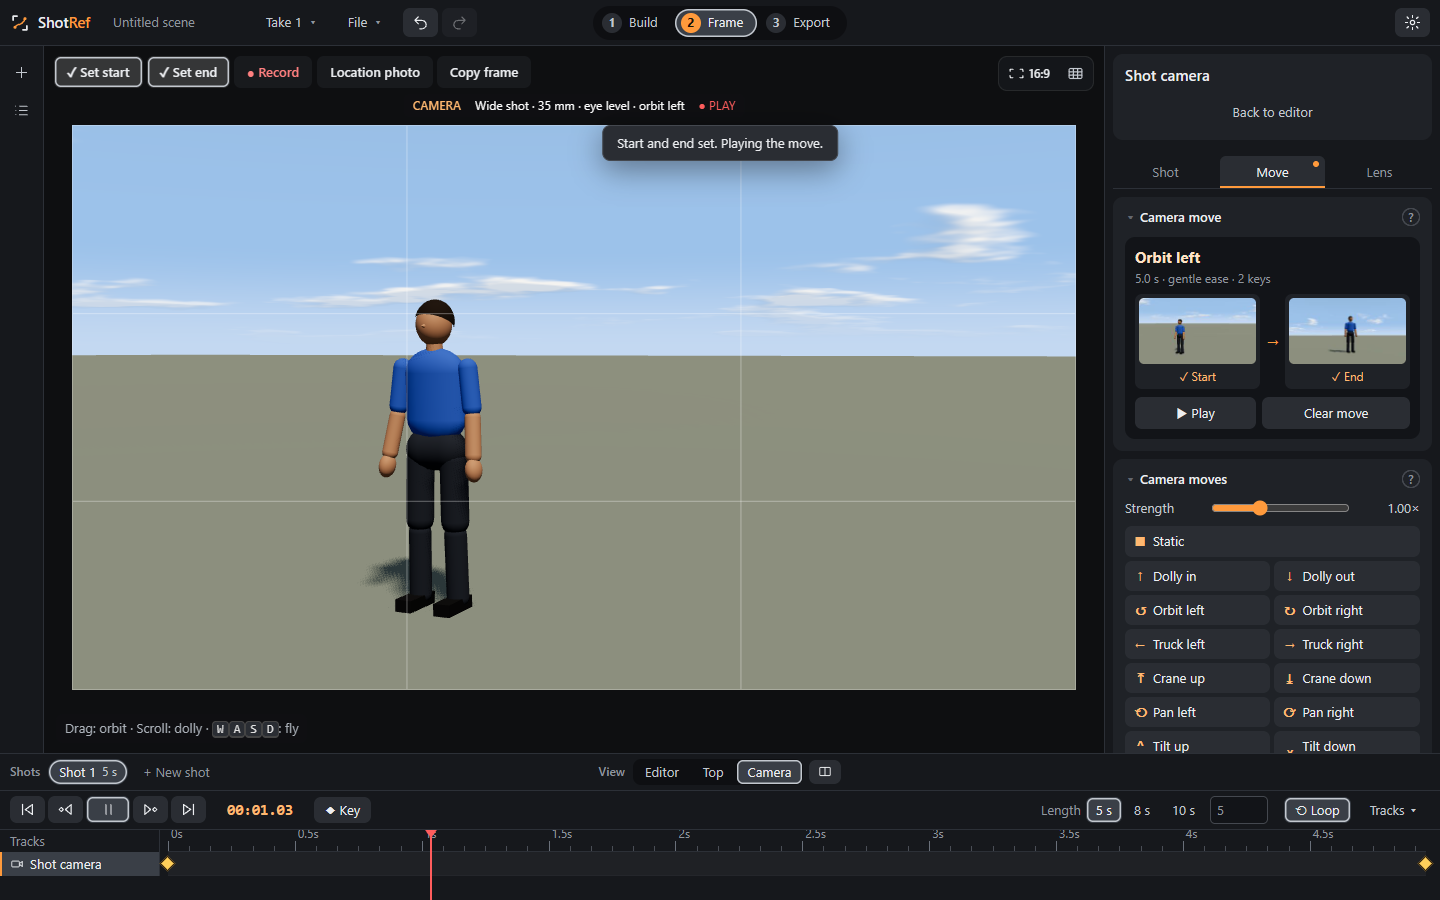 ShotRef Untitled scene Take 1 File 1 Build 2 Frame 3 Export
✓ Set start ✓ Set end ● Record Location photo Copy frame 16:9
CAMERA Wide shot · 35 mm · eye level · orbit left ● PLAY
Start and end set. Playing the move.
Drag: orbit · Scroll: dolly · W A S D : fly
Shot camera
Back to editor
Shot Move Lens
Camera move ?
Orbit left
5.0 s · gentle ease · 2 keys
→
✓ Start ✓ End
▶ Play Clear move
Camera moves ?
Strength 1.00×
Static
↑ Dolly in ↓ Dolly out
↺ Orbit left ↻ Orbit right
← Truck left → Truck right
Crane up Crane down
Pan left Pan right
Tilt up Tilt down
Shots Shot 1 5 s + New shot View Editor Top Camera
00:01.03 ◆ Key Length 5 s 8 s 10 s 5 Loop Tracks
Tracks 0s 0.5s 1.5s 2s 2.5s 3s 3.5s 4s 4.5s
Shot camera